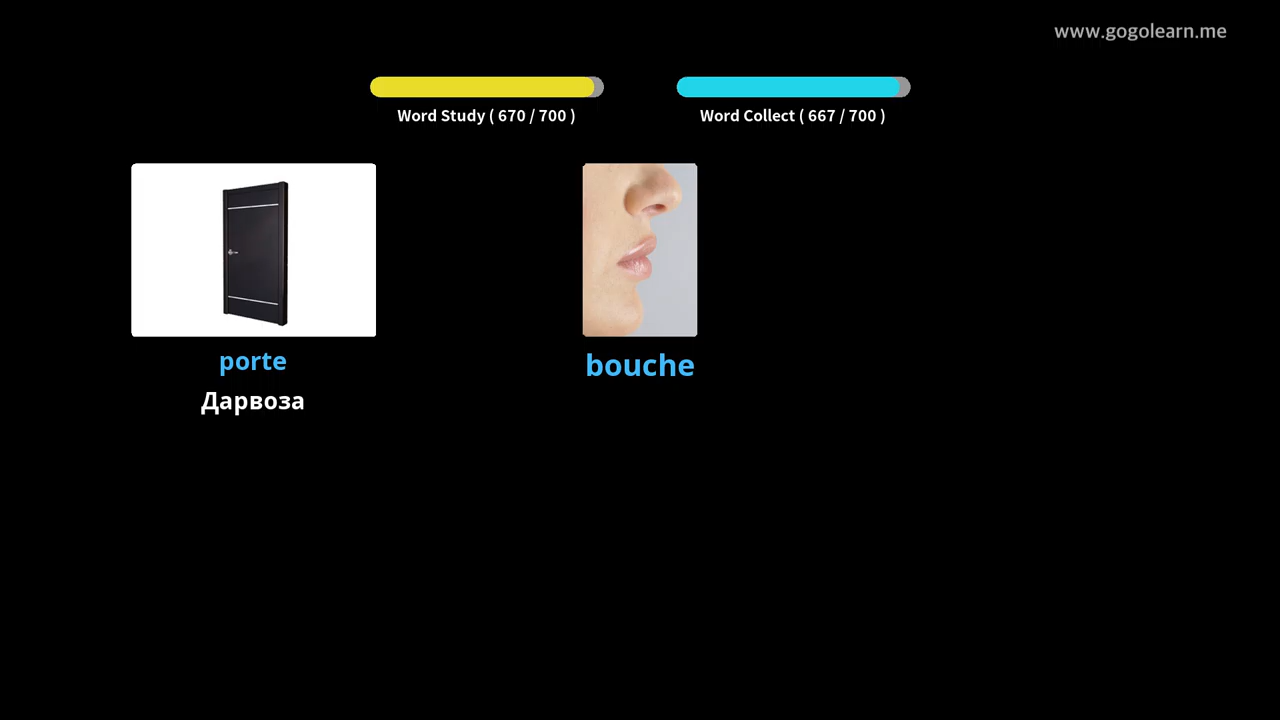 www.gogolearn.me
Word Study ( 670 / 700 )
Word Collect ( 667 / 700 )
porte
Дарвоза
bouche